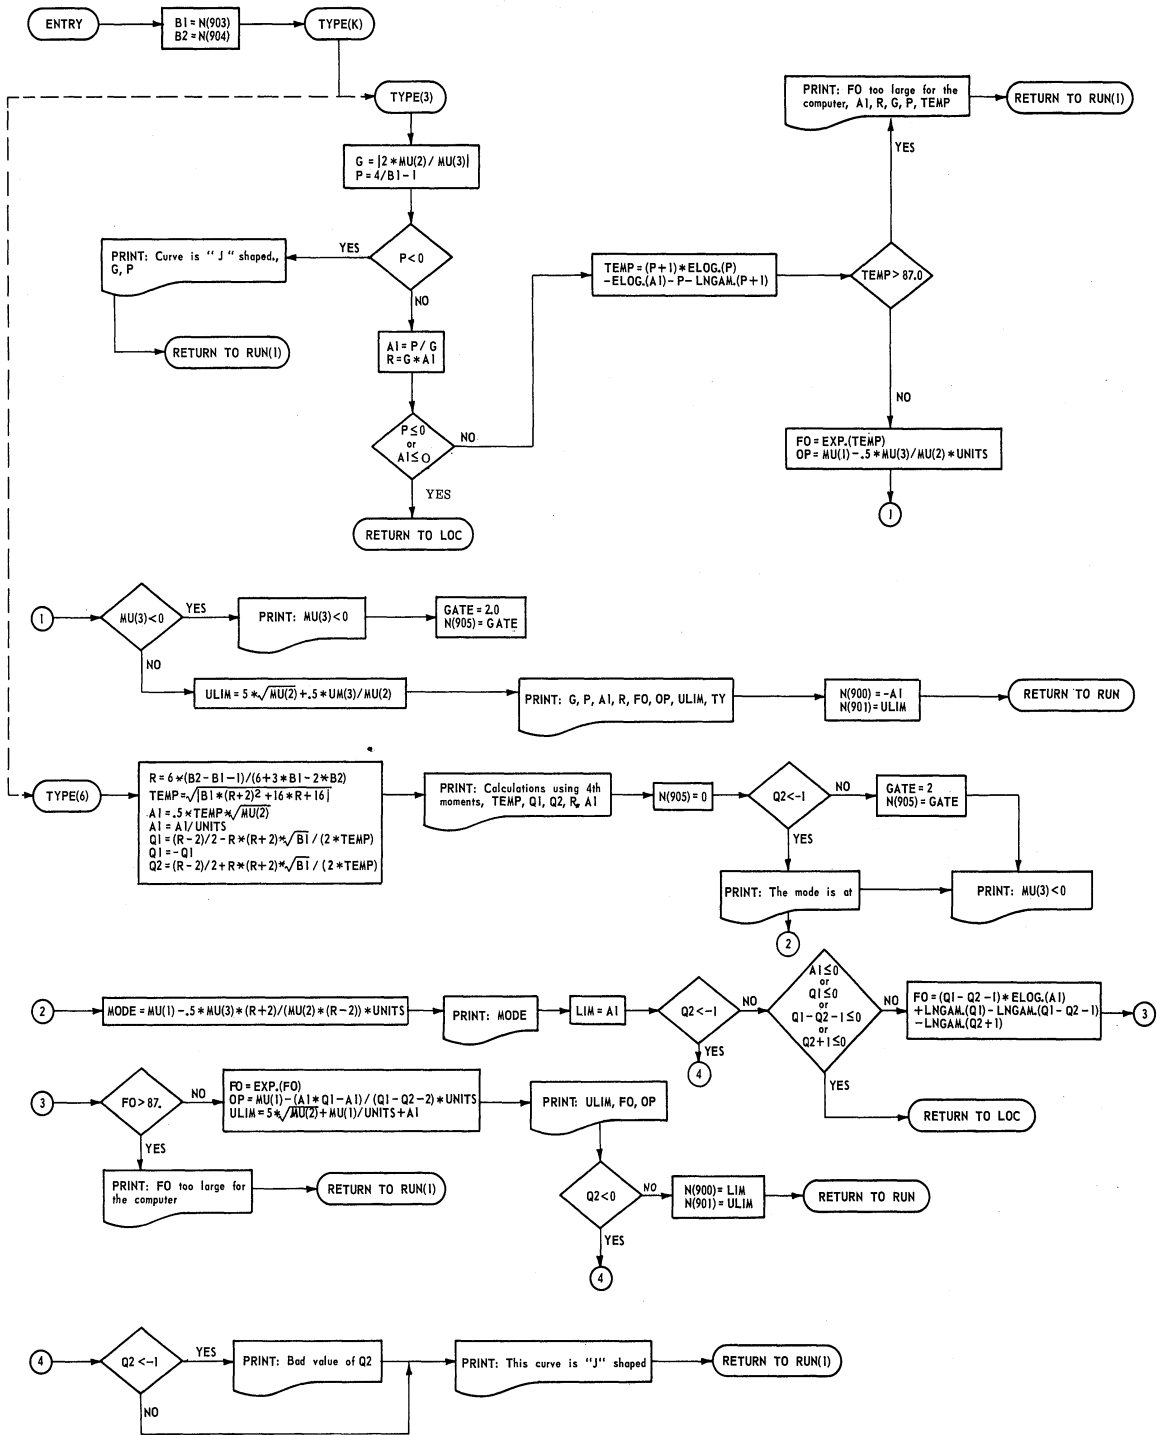 ENTRY
B1 = N(903)
B2 = N(904)
TYPE(K)
TYPE(3)
G = |2 * MU(2) / MU(3)|
P = 4/B1 - 1
P < 0
YES
NO
PRINT: Curve is "J" shaped.,
G, P
RETURN TO RUN(1)
A1 = P / G
R = G * A1
P ≤ 0
or
A1 ≤ 0
NO
YES
RETURN TO LOC
TEMP = (P+1) * ELOG.(P)
-ELOG.(A1) - P - LNGAM.(P+1)
TEMP > 87.0
YES
NO
PRINT: FO too large for the
computer, A1, R, G, P, TEMP
RETURN TO RUN(1)
FO = EXP.(TEMP)
OP = MU(1) - .5 * MU(3) / MU(2) * UNITS
1
1
MU(3) < 0
YES
NO
PRINT: MU(3) < 0
GATE = 2.0
N(905) = GATE
ULIM = 5 * √MU(2) + .5 * UM(3) / MU(2)
PRINT: G, P, A1, R, FO, OP, ULIM, TY
N(900) = -A1
N(901) = ULIM
RETURN TO RUN
TYPE(6)
R = 6 * (B2 - B1 - 1) / (6 + 3 * B1 - 2 * B2)
TEMP = √|B1 * (R+2)² + 16 * R + 16|
A1 = .5 * TEMP * √MU(2)
A1 = A1 / UNITS
Q1 = (R - 2) / 2 - R * (R + 2) * √B1 / (2 * TEMP)
Q1 = -Q1
Q2 = (R - 2) / 2 + R * (R + 2) * √B1 / (2 * TEMP)
PRINT: Calculations using 4th
moments, TEMP, Q1, Q2, R, A1
N(905) = 0
Q2 < -1
NO
YES
GATE = 2
N(905) = GATE
PRINT: The mode is at
PRINT: MU(3) < 0
2
2
MODE = MU(1) - .5 * MU(3) * (R + 2) / (MU(2) * (R - 2)) * UNITS
PRINT: MODE
LIM = A1
Q2 < -1
NO
YES
4
A1 ≤ 0
or
Q1 ≤ 0
or
Q1 - Q2 - 1 ≤ 0
or
Q2 + 1 ≤ 0
NO
YES
RETURN TO LOC
FO = (Q1 - Q2 - 1) * ELOG.(A1)
+LNGAM.(Q1) - LNGAM.(Q1 - Q2 - 1)
-LNGAM.(Q2 + 1)
3
3
FO > 87.
NO
YES
FO = EXP.(FO)
OP = MU(1) - (A1 * Q1 - A1) / (Q1 - Q2 - 2) * UNITS
ULIM = 5 * √MU(2) + MU(1) / UNITS + A1
PRINT: ULIM, FO, OP
PRINT: FO too large for
the computer
RETURN TO RUN(1)
Q2 < 0
NO
YES
N(900) = LIM
N(901) = ULIM
RETURN TO RUN
4
4
Q2 < -1
YES
NO
PRINT: Bad value of Q2
PRINT: This curve is "J" shaped
RETURN TO RUN(1)